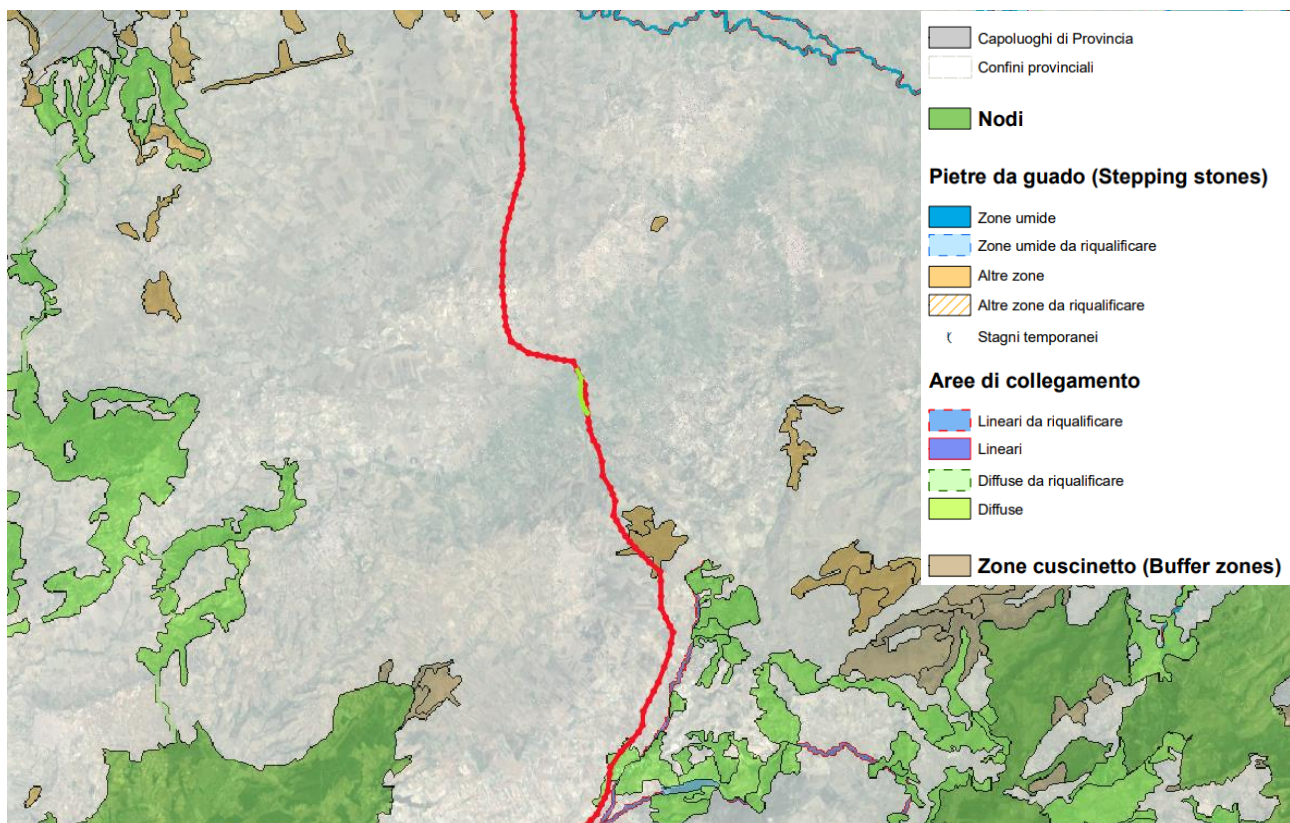 Capoluoghi di Provincia
Confini provinciali
Nodi
Pietre da guado (Stepping stones)
Zone umide
Zone umide da riqualificare
Altre zone
Altre zone da riqualificare
Stagni temporanei
Aree di collegamento
Lineari da riqualificare
Lineari
Diffuse da riqualificare
Diffuse
Zone cuscinetto (Buffer zones)